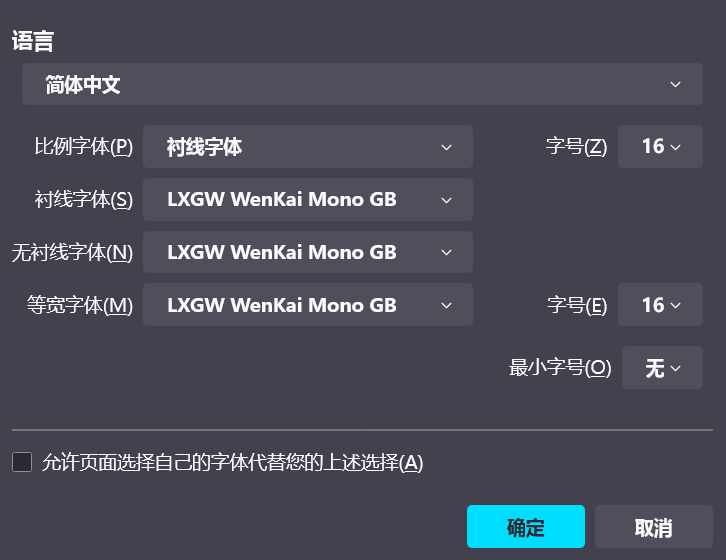 语言
简体中文
比例字体(P) 衬线字体 字号(Z) 16
衬线字体(S) LXGW WenKai Mono GB
无衬线字体(N) LXGW WenKai Mono GB
等宽字体(M) LXGW WenKai Mono GB 字号(E) 16
最小字号(O) 无
允许页面选择自己的字体代替您的上述选择(A)
确定 取消